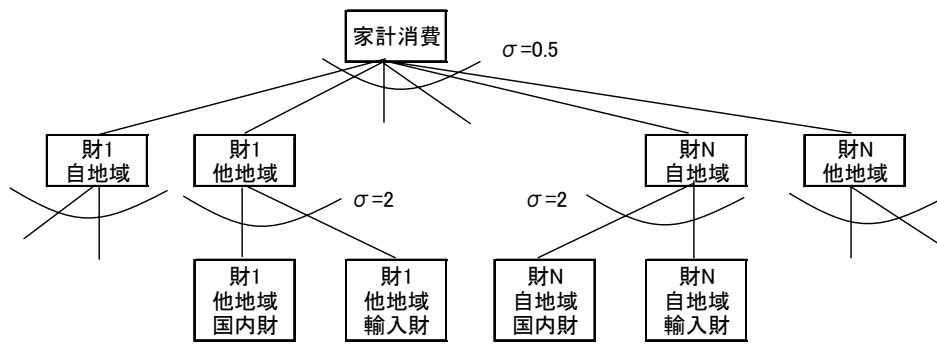 家計消費
σ=0.5
財1
自地域
財1
他地域
財N
自地域
財N
他地域
σ=2
σ=2
財1
他地域
国内財
財1
他地域
輸入財
財N
自地域
国内財
財N
自地域
輸入財